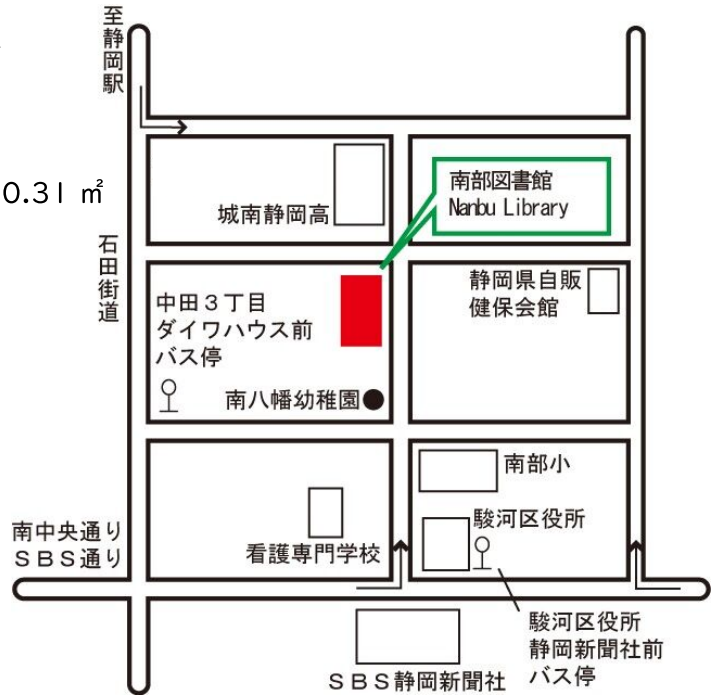 至静岡駅
0.31 ㎡
城南静岡高
南部図書館
Nanbu Library
石田街道
中田３丁目
ダイワハウス前
バス停
静岡県自販
健保会館
南八幡幼稚園
南部小
駿河区役所
看護専門学校
南中央通り
ＳＢＳ通り
駿河区役所
静岡新聞社前
バス停
ＳＢＳ静岡新聞社